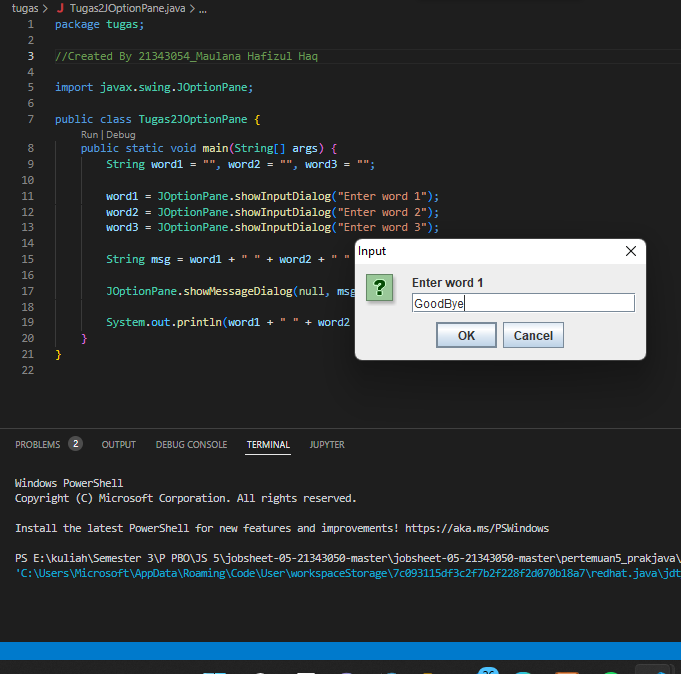 tugas > J Tugas2JOptionPane.java > ...
1 package tugas;
2
3 //Created By 21343054_Maulana Hafizul Haq
4
5 import javax.swing.JOptionPane;
6
7 public class Tugas2JOptionPane {
Run | Debug
8 public static void main(String[] args) {
9 String word1 = "", word2 = "", word3 = "";
10
11 word1 = JOptionPane.showInputDialog("Enter word 1");
12 word2 = JOptionPane.showInputDialog("Enter word 2");
13 word3 = JOptionPane.showInputDialog("Enter word 3");
14
15 String msg = word1 + " " + word2 + " "
16
17 JOptionPane.showMessageDialog(null, msg
18
19 System.out.println(word1 + " " + word2
20 }
21 }
22
Input
? Enter word 1
GoodBye
OK Cancel
PROBLEMS 2 OUTPUT DEBUG CONSOLE TERMINAL JUPYTER
Windows PowerShell
Copyright (C) Microsoft Corporation. All rights reserved.
Install the latest PowerShell for new features and improvements! https://aka.ms/PSWindows
PS E:\kuliah\Semester 3\P PBO\JS 5\jobsheet-05-21343050-master\jobsheet-05-21343050-master\pertemuan5_prakjava\
'C:\Users\Microsoft\AppData\Roaming\Code\User\workspaceStorage\7c093115df3c2f7b2f228f2d070b18a7\redhat.java\jdt